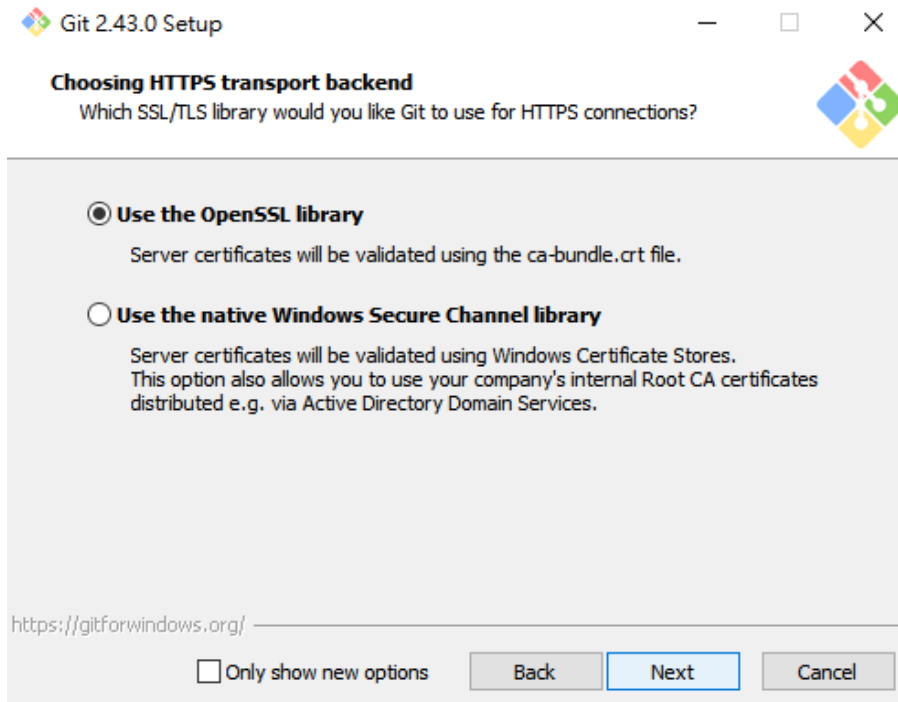 Git 2.43.0 Setup
Choosing HTTPS transport backend
Which SSL/TLS library would you like Git to use for HTTPS connections?
Use the OpenSSL library
Server certificates will be validated using the ca-bundle.crt file.
Use the native Windows Secure Channel library
Server certificates will be validated using Windows Certificate Stores.
This option also allows you to use your company's internal Root CA certificates
distributed e.g. via Active Directory Domain Services.
https://gitforwindows.org/
Only show new options
Back
Next
Cancel